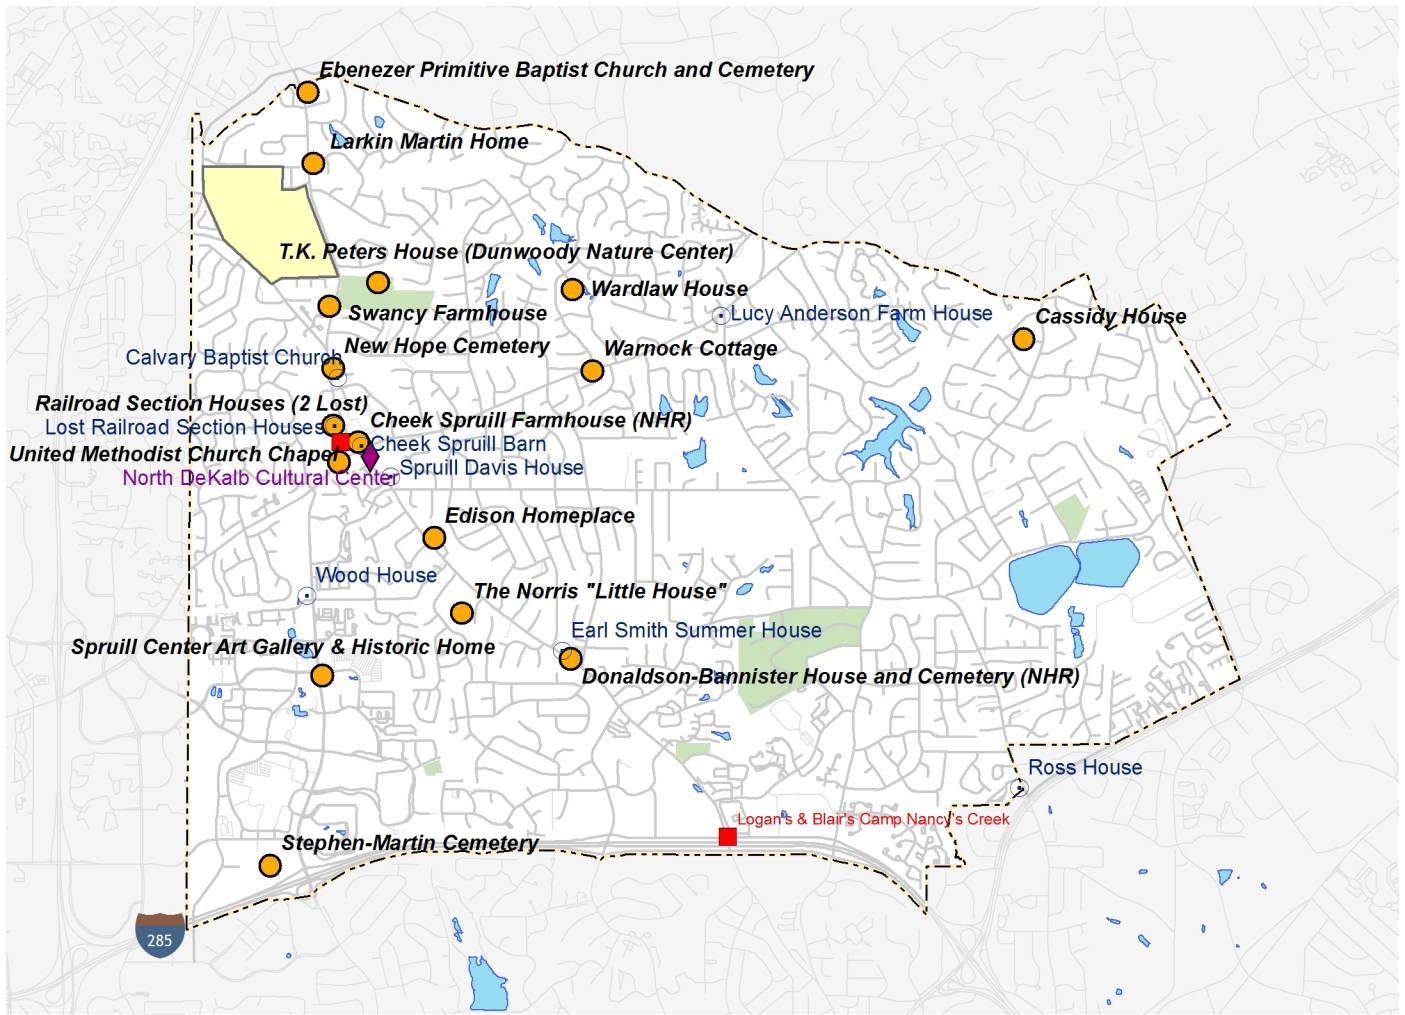 Ebenezer Primitive Baptist Church and Cemetery
Larkin Martin Home
T.K. Peters House (Dunwoody Nature Center)
Wardlaw House
Swancy Farmhouse
Lucy Anderson Farm House
Cassidy House
New Hope Cemetery
Warnock Cottage
Calvary Baptist Church
Railroad Section Houses (2 Lost)
Cheek Spruill Farmhouse (NHR)
Lost Railroad Section Houses
Cheek Spruill Barn
United Methodist Church Chapel
Spruill Davis House
North DeKalb Cultural Center
Edison Homeplace
Wood House
The Norris "Little House"
Earl Smith Summer House
Spruill Center Art Gallery & Historic Home
Donaldson-Bannister House and Cemetery (NHR)
Ross House
Logan's & Blair's Camp Nancy's Creek
Stephen-Martin Cemetery
285